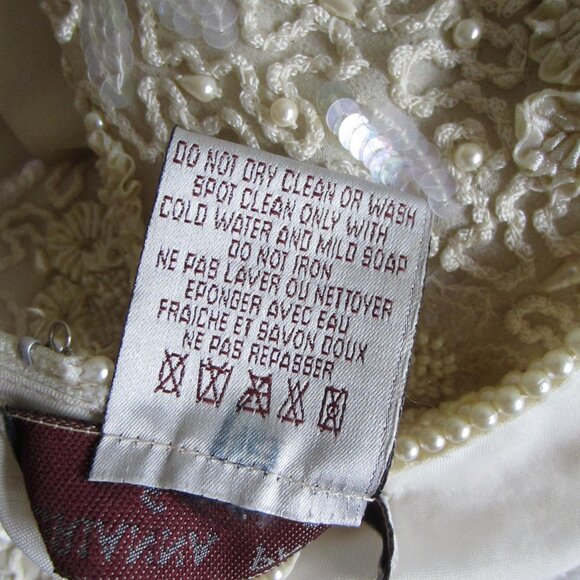 DO NOT DRY CLEAN OR WASH
SPOT CLEAN ONLY WITH
COLD WATER AND MILD SOAP
DO NOT IRON
NE PAS LAVER OU NETTOYER
EPONGER AVEC EAU
FRAICHE ET SAVON DOUX
NE PAS REPASSER